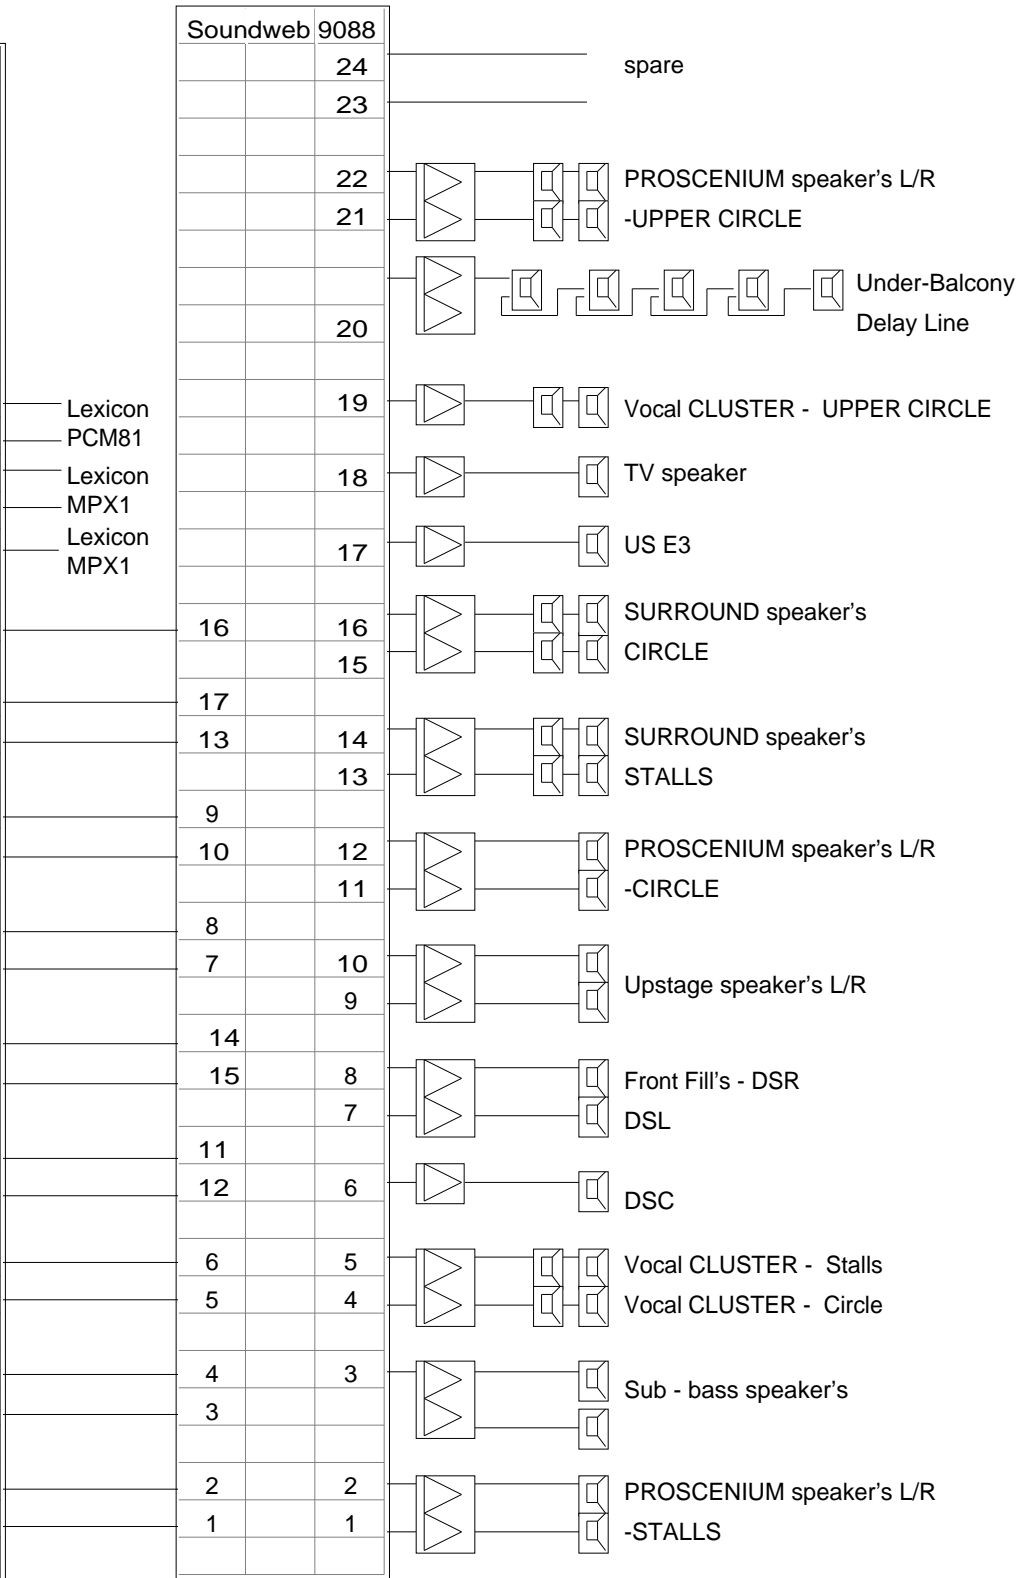 Soundweb 9088
24 spare
23
22 PROSCENIUM speaker's L/R
21 -UPPER CIRCLE
Under-Balcony
20 Delay Line
Lexicon 19 Vocal CLUSTER - UPPER CIRCLE
PCM81
Lexicon 18 TV speaker
MPX1
Lexicon 17 US E3
MPX1
16 16 SURROUND speaker's
15 CIRCLE
17
13 14 SURROUND speaker's
13 STALLS
9
10 12 PROSCENIUM speaker's L/R
11 -CIRCLE
8
7 10
9 Upstage speaker's L/R
14
15 8 Front Fill's - DSR
7 DSL
11
12 6 DSC
6 5 Vocal CLUSTER - Stalls
5 4 Vocal CLUSTER - Circle
4 3 Sub - bass speaker's
3
2 2 PROSCENIUM speaker's L/R
1 1 -STALLS